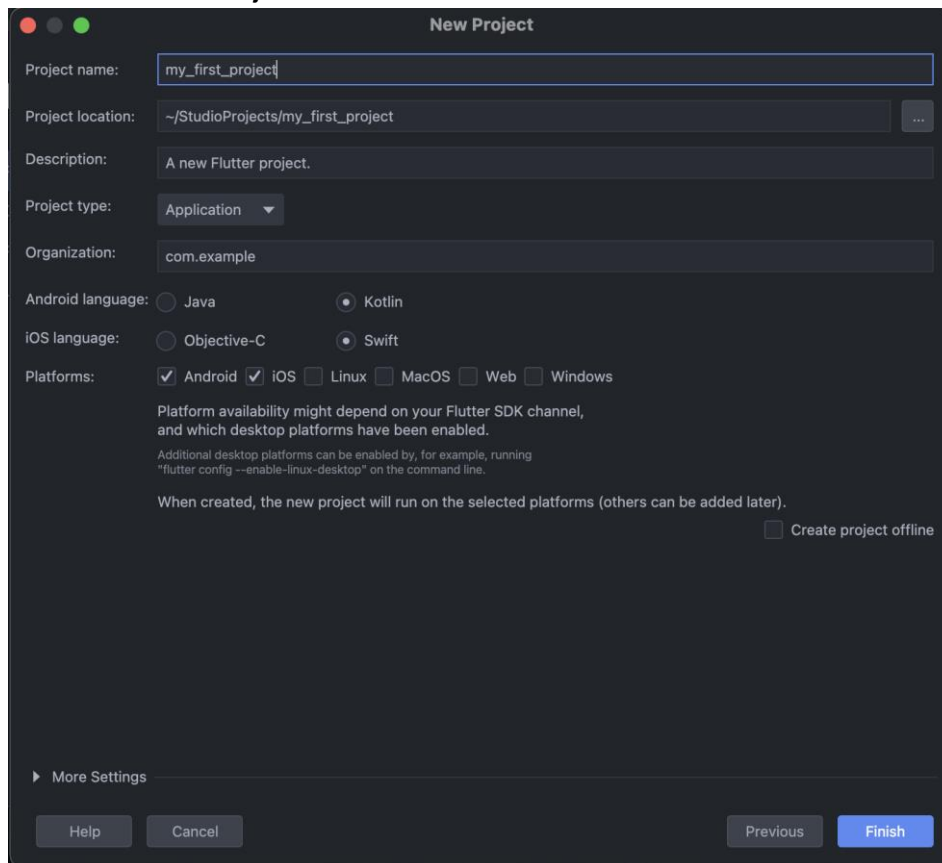 New Project
Project name: my_first_project
Project location: ~/StudioProjects/my_first_project ...
Description: A new Flutter project.
Project type: Application
Organization: com.example
Android language: Java Kotlin
iOS language: Objective-C Swift
Platforms: Android iOS Linux MacOS Web Windows
Platform availability might depend on your Flutter SDK channel,
and which desktop platforms have been enabled.
Additional desktop platforms can be enabled by, for example, running
"flutter config --enable-linux-desktop" on the command line.
When created, the new project will run on the selected platforms (others can be added later).
Create project offline
More Settings
Help Cancel Previous Finish